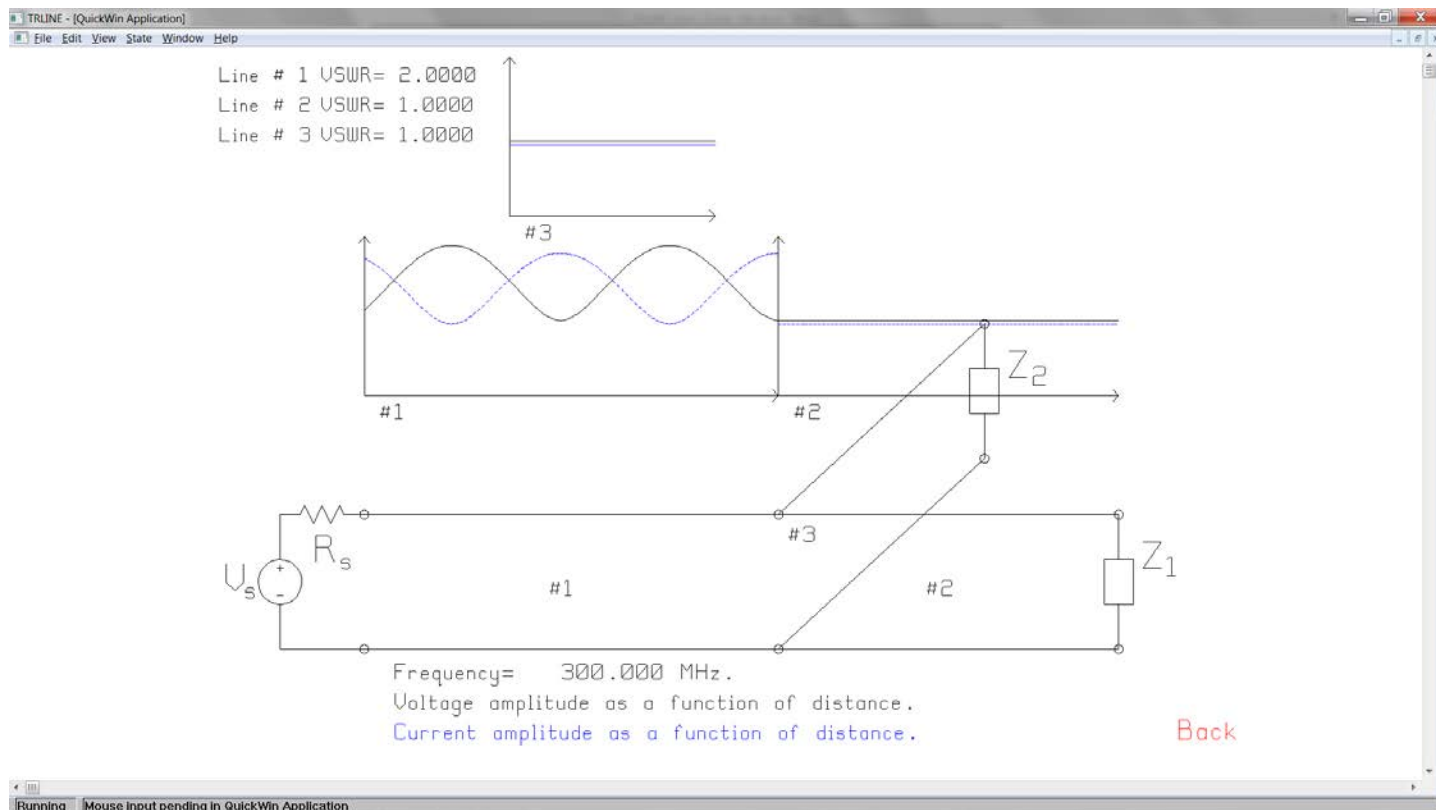 TRLINE - [QuickWin Application]
File Edit View State Window Help
Line # 1 VSWR= 2.0000
Line # 2 VSWR= 1.0000
Line # 3 VSWR= 1.0000
#3
Z2
#1
#2
#3
Rs
Vs
+
-
#1
#2
Z1
Frequency= 300.000 MHz.
Voltage amplitude as a function of distance.
Current amplitude as a function of distance.
Back
Running Mouse input pending in QuickWin Application